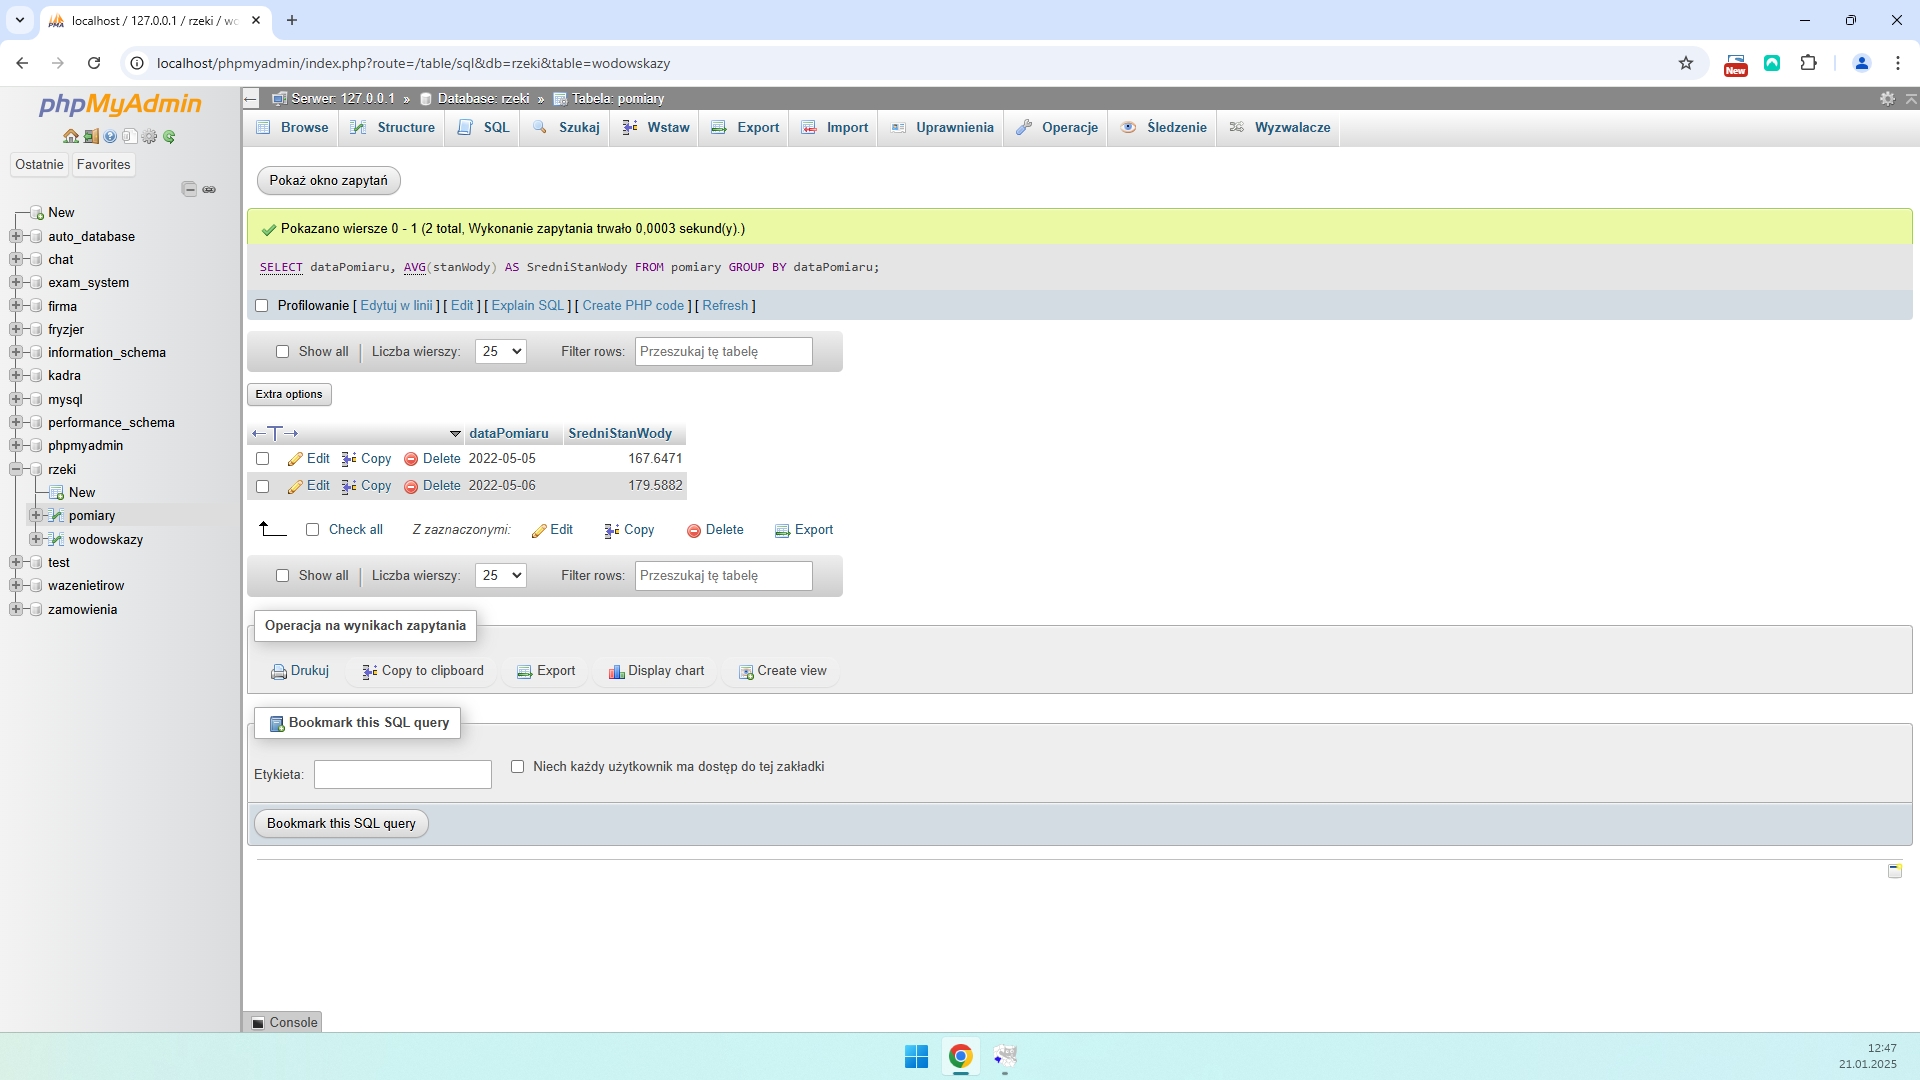 localhost / 127.0.0.1 / rzeki / wo
localhost/phpmyadmin/index.php?route=/table/sql&db=rzeki&table=wodowskazy
New
phpMyAdmin
Ostatnie Favorites
New
auto_database
chat
exam_system
firma
fryzjer
information_schema
kadra
mysql
performance_schema
phpmyadmin
rzeki
New
pomiary
wodowskazy
test
wazenietirow
zamowienia
Serwer: 127.0.0.1 » Database: rzeki » Tabela: pomiary
Browse Structure SQL Szukaj Wstaw Export Import Uprawnienia Operacje Śledzenie Wyzwalacze
Pokaż okno zapytań
Pokazano wiersze 0 - 1 (2 total, Wykonanie zapytania trwało 0,0003 sekund(y).)
SELECT dataPomiaru, AVG(stanWody) AS SredniStanWody FROM pomiary GROUP BY dataPomiaru;
Profilowanie [ Edytuj w linii ] [ Edit ] [ Explain SQL ] [ Create PHP code ] [ Refresh ]
Show all Liczba wierszy: 25 Filter rows: Przeszukaj tę tabelę
Extra options
←T→ dataPomiaru SredniStanWody
Edit Copy Delete 2022-05-05 167.6471
Edit Copy Delete 2022-05-06 179.5882
Check all Z zaznaczonymi: Edit Copy Delete Export
Show all Liczba wierszy: 25 Filter rows: Przeszukaj tę tabelę
Operacja na wynikach zapytania
Drukuj Copy to clipboard Export Display chart Create view
Bookmark this SQL query
Etykieta: Niech każdy użytkownik ma dostęp do tej zakładki
Bookmark this SQL query
Console
12:47
21.01.2025